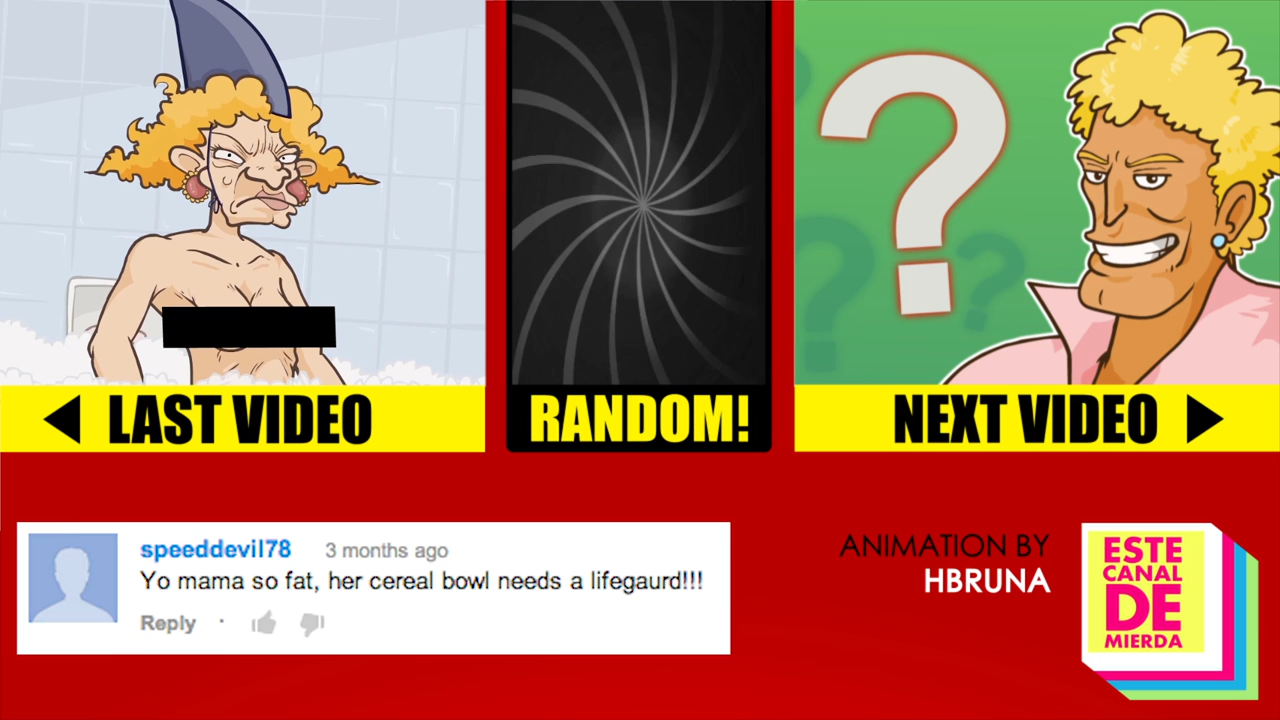 LAST VIDEO
RANDOM!
NEXT VIDEO
speeddevil78 3 months ago
Yo mama so fat, her cereal bowl needs a lifegaurd!!!
Reply ·
ANIMATION BY
HBRUNA
ESTE
CANAL
DE
MIERDA
?